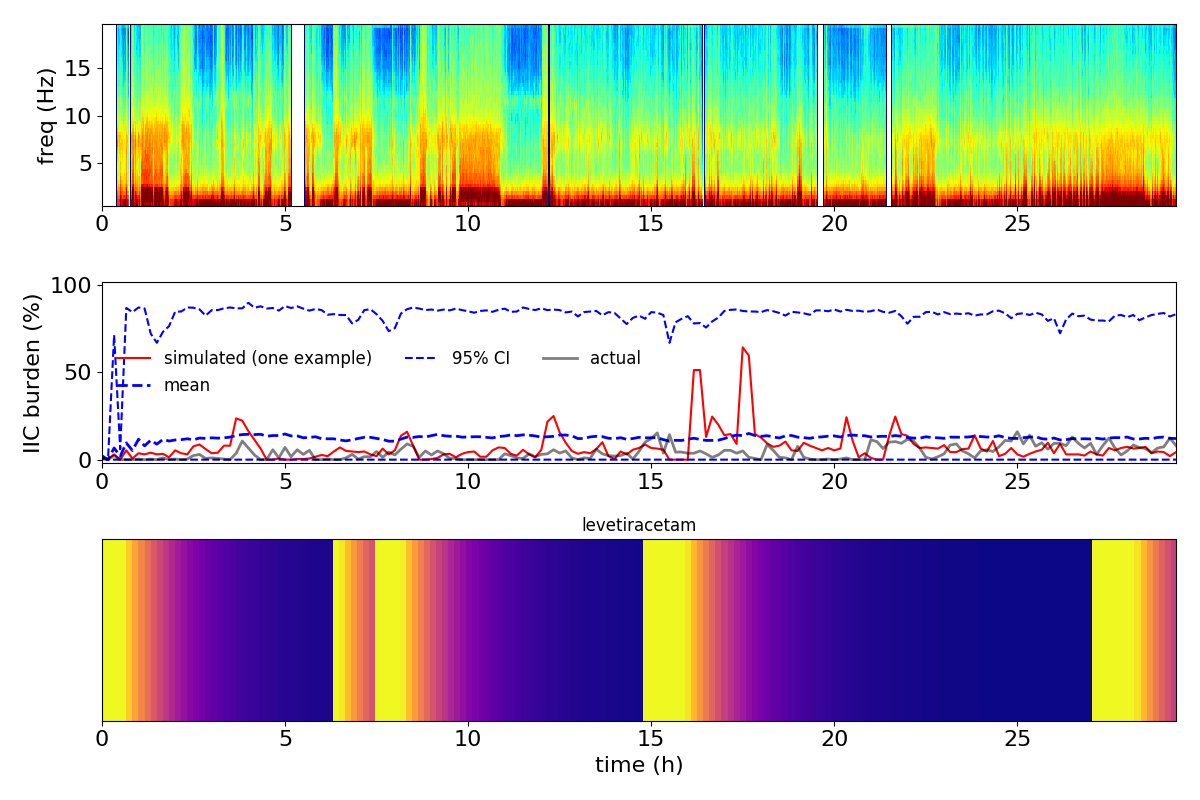 freq (Hz)
15
10
5
0 5 10 15 20 25
IIC burden (%)
100
50
0
simulated (one example) 95% CI actual
mean
0 5 10 15 20 25
levetiracetam
0 5 10 15 20 25
time (h)